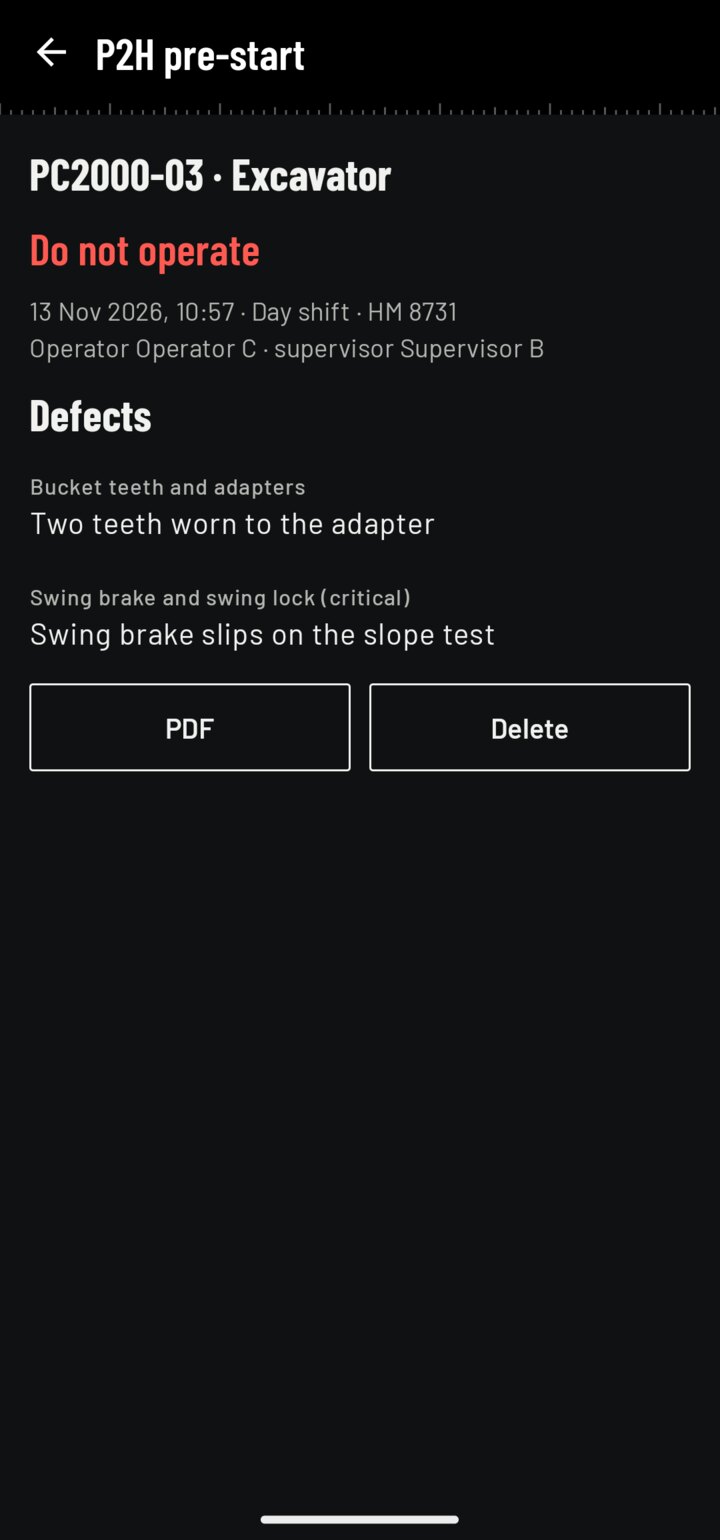 P2H pre-start
PC2000-03 · Excavator
Do not operate
13 Nov 2026, 10:57 · Day shift · HM 8731
Operator Operator C · supervisor Supervisor B
Defects
Bucket teeth and adapters
Two teeth worn to the adapter
Swing brake and swing lock (critical)
Swing brake slips on the slope test
PDF
Delete